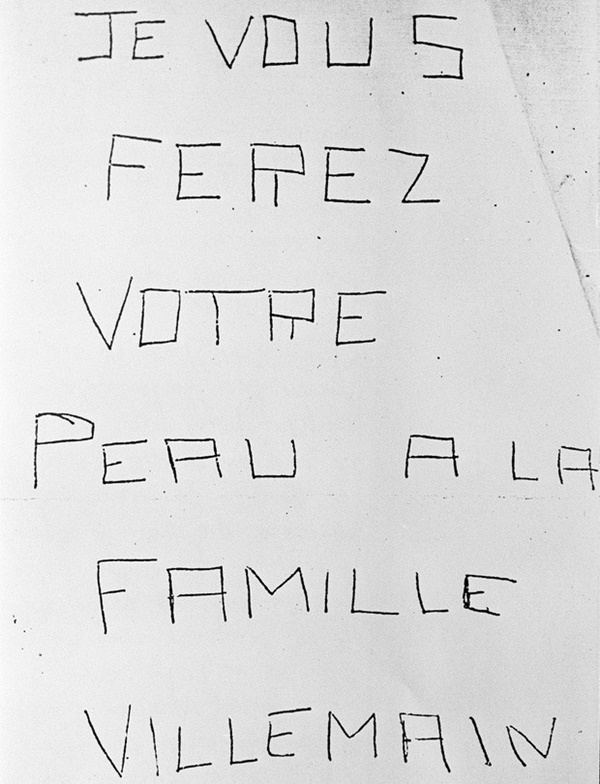 JE VOUS
FEREZ
VOTRE
PEAU A LA
FAMILLE
VILLEMAIN